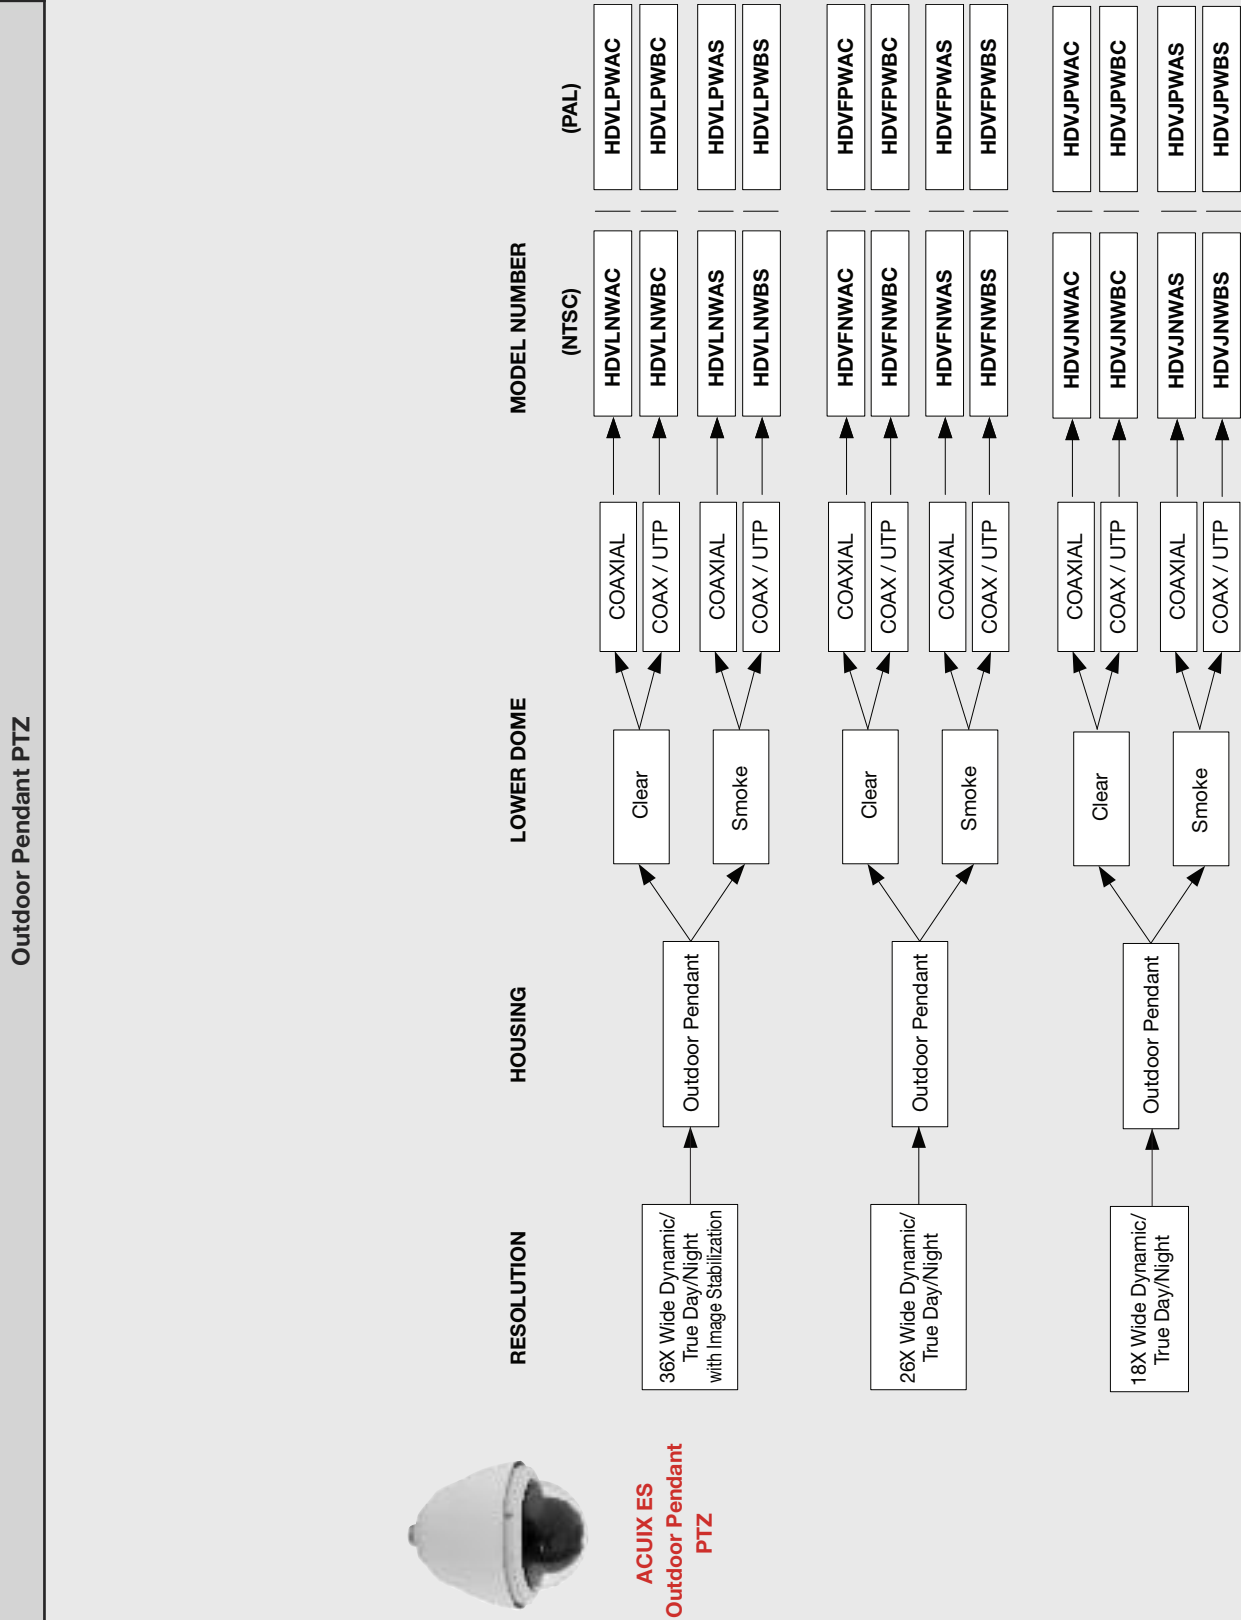 Outdoor Pendant PTZ
ACUIX ES
Outdoor Pendant
PTZ
RESOLUTION
HOUSING
LOWER DOME
MODEL NUMBER
(NTSC)
(PAL)
36X Wide Dynamic/
True Day/Night
with Image Stabilization
Outdoor Pendant
Clear
COAXIAL
HDVLNWAC
HDVLPWAC
COAX / UTP
HDVLNWBC
HDVLPWBC
Smoke
COAXIAL
HDVLNWAS
HDVLPWAS
COAX / UTP
HDVLNWBS
HDVLPWBS
26X Wide Dynamic/
True Day/Night
Outdoor Pendant
Clear
COAXIAL
HDVFNWAC
HDVFPWAC
COAX / UTP
HDVFNWBC
HDVFPWBC
Smoke
COAXIAL
HDVFNWAS
HDVFPWAS
COAX / UTP
HDVFNWBS
HDVFPWBS
18X Wide Dynamic/
True Day/Night
Outdoor Pendant
Clear
COAXIAL
HDVJNWAC
HDVJPWAC
COAX / UTP
HDVJNWBC
HDVJPWBC
Smoke
COAXIAL
HDVJNWAS
HDVJPWAS
COAX / UTP
HDVJNWBS
HDVJPWBS